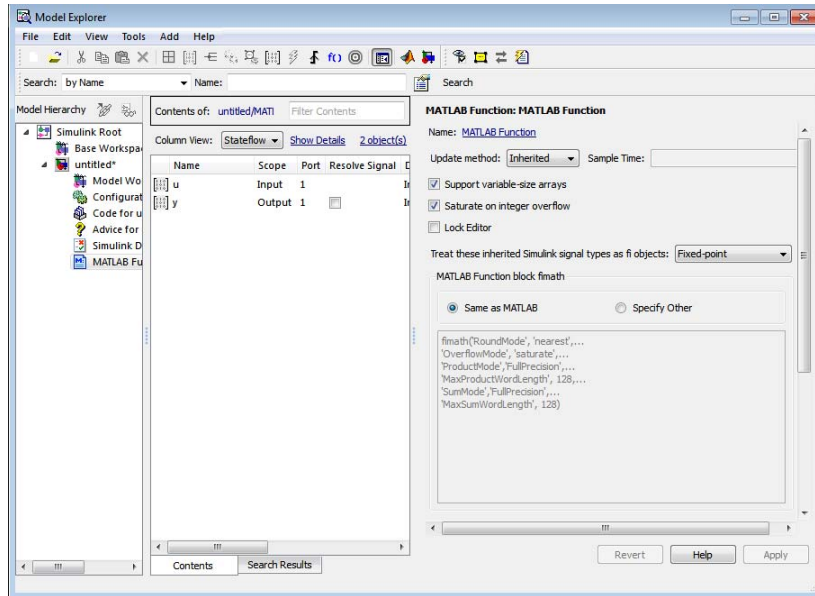 Model Explorer
File Edit View Tools Add Help
Search: by Name Name: Search
Model Hierarchy
Simulink Root
Base Workspa
untitled*
Model Wo
Configurat
Code for u
Advice for
Simulink D
MATLAB Fu
Contents of: untitled/MATI Filter Contents
Column View: Stateflow Show Details 2 object(s)
Name Scope Port Resolve Signal D
u Input 1 In
y Output 1 In
Contents Search Results
MATLAB Function: MATLAB Function
Name: MATLAB Function
Update method: Inherited Sample Time:
Support variable-size arrays
Saturate on integer overflow
Lock Editor
Treat these inherited Simulink signal types as fi objects: Fixed-point
MATLAB Function block fimath
Same as MATLAB Specify Other
fimath('RoundMode', 'nearest',...
'OverflowMode', 'saturate',...
'ProductMode','FullPrecision',...
'MaxProductWordLength', 128,...
'SumMode','FullPrecision',...
'MaxSumWordLength', 128)
Revert Help Apply